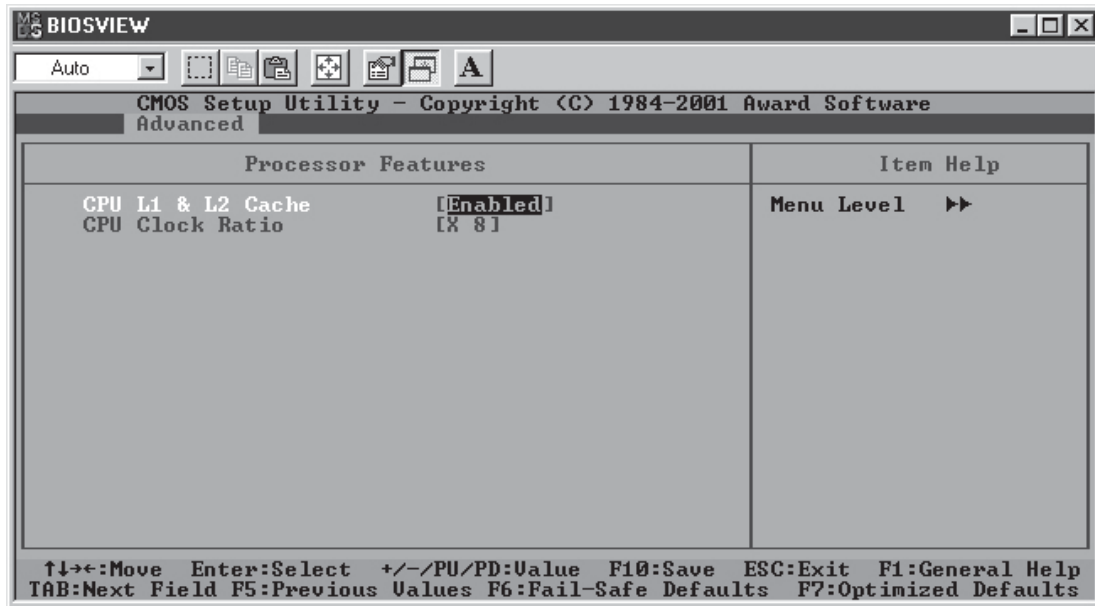 BIOSVIEW
Auto
A
CMOS Setup Utility - Copyright (C) 1984-2001 Award Software
Advanced
Processor Features
Item Help
CPU L1 & L2 Cache [Enabled]
CPU Clock Ratio [X 8]
Menu Level ▶▶
↑↓→←:Move Enter:Select +/-/PU/PD:Value F10:Save ESC:Exit F1:General Help
TAB:Next Field F5:Previous Values F6:Fail-Safe Defaults F7:Optimized Defaults